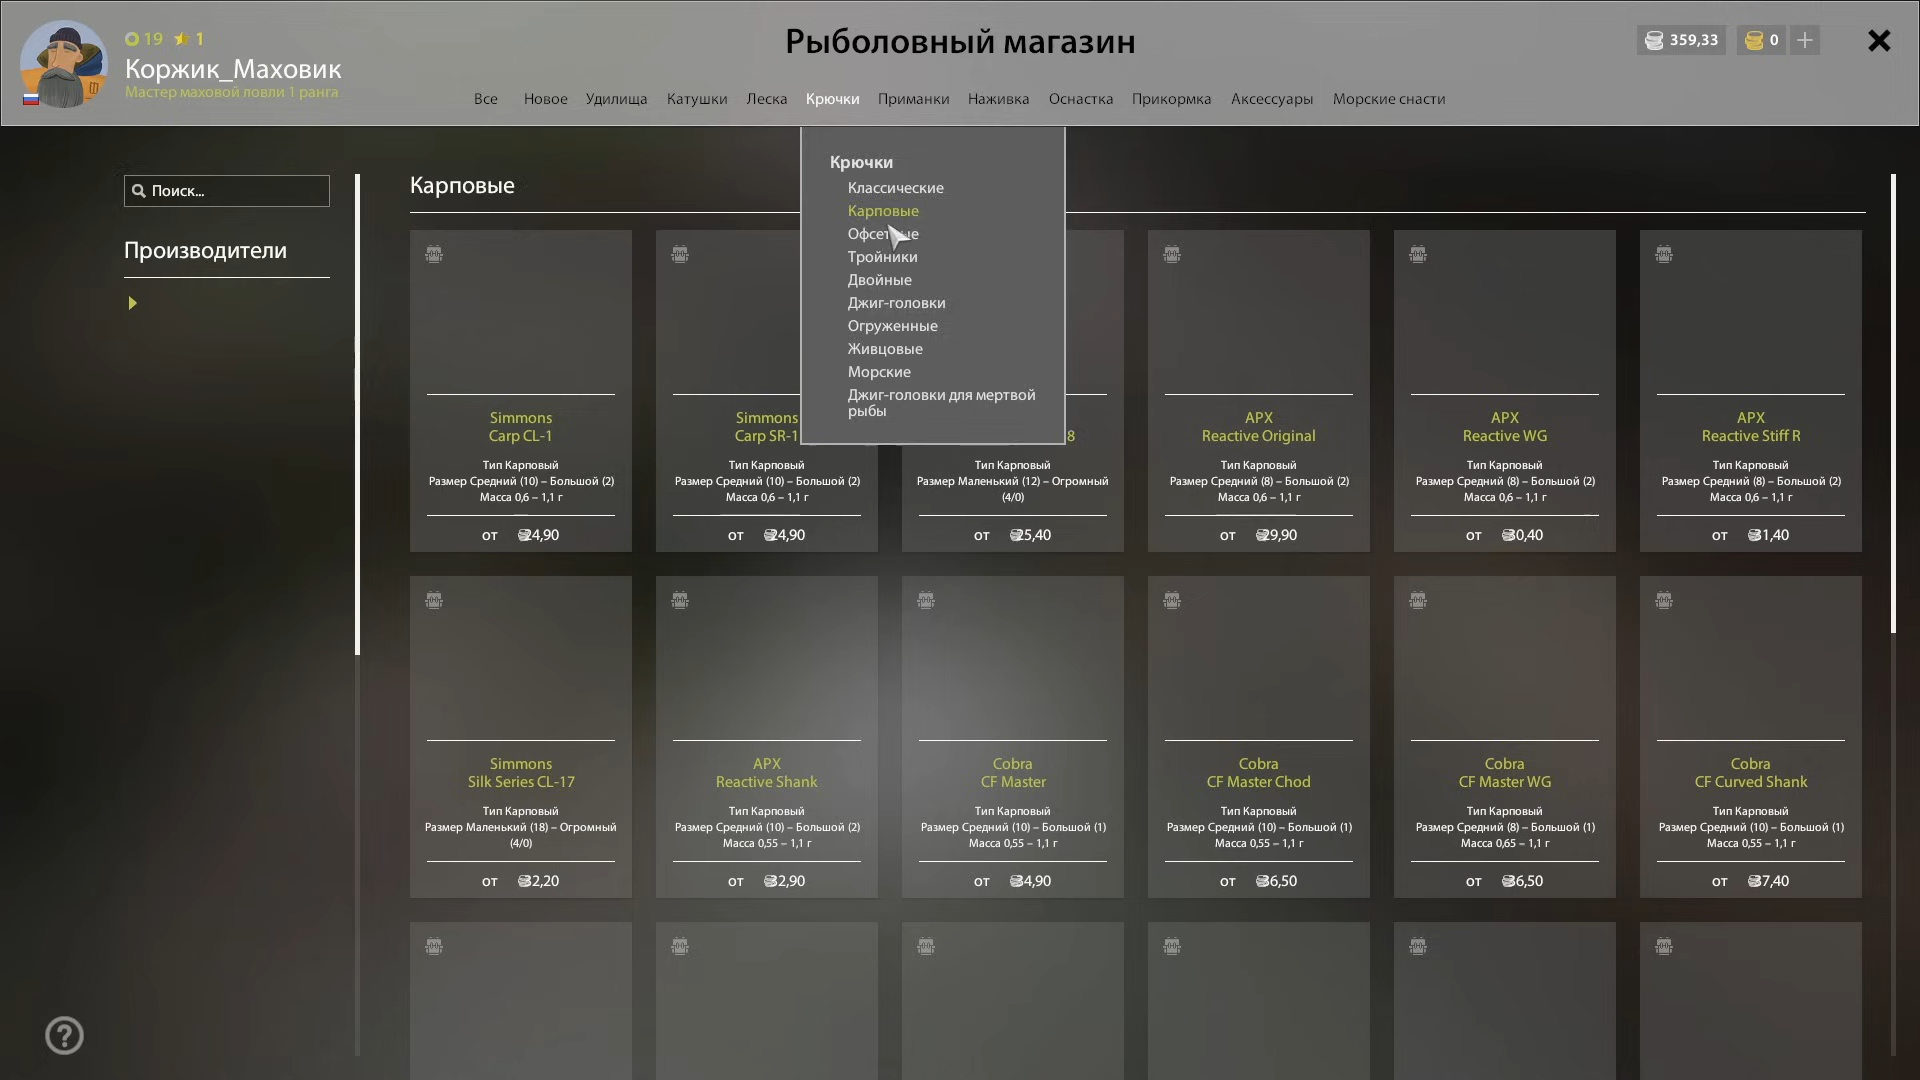 19 1
Коржик_Маховик
Мастер маховой ловли 1 ранга
Рыболовный магазин
359,33 0
Все Новое Удилища Катушки Леска Крючки Приманки Наживка Оснастка Прикормка Аксессуары Морские снасти
Поиск...
Производители
Карповые
Крючки
Классические
Карповые
Тройники
Двойные
Джиг-головки
Огруженные
Живцовые
Морские
Джиг-головки для мертвой
рыбы
Simmons
Carp CL-1
Тип Карповый
Размер Средний (10) – Большой (2)
Масса 0,6 – 1,1 г
от 24,90
Simmons
Carp SR-1
Тип Карповый
Размер Средний (10) – Большой (2)
Масса 0,6 – 1,1 г
от 24,90
8
Тип Карповый
Размер Маленький (12) – Огромный
(4/0)
от 25,40
APX
Reactive Original
Тип Карповый
Размер Средний (8) – Большой (2)
Масса 0,6 – 1,1 г
от 29,90
APX
Reactive WG
Тип Карповый
Размер Средний (8) – Большой (2)
Масса 0,6 – 1,1 г
от 30,40
APX
Reactive Stiff R
Тип Карповый
Размер Средний (8) – Большой (2)
Масса 0,6 – 1,1 г
от 31,40
Simmons
Silk Series CL-17
Тип Карповый
Размер Маленький (18) – Огромный
(4/0)
от 32,20
APX
Reactive Shank
Тип Карповый
Размер Средний (10) – Большой (2)
Масса 0,55 – 1,1 г
от 32,90
Cobra
CF Master
Тип Карповый
Размер Средний (10) – Большой (1)
Масса 0,55 – 1,1 г
от 34,90
Cobra
CF Master Chod
Тип Карповый
Размер Средний (10) – Большой (1)
Масса 0,55 – 1,1 г
от 36,50
Cobra
CF Master WG
Тип Карповый
Размер Средний (8) – Большой (1)
Масса 0,65 – 1,1 г
от 36,50
Cobra
CF Curved Shank
Тип Карповый
Размер Средний (10) – Большой (1)
Масса 0,55 – 1,1 г
от 37,40